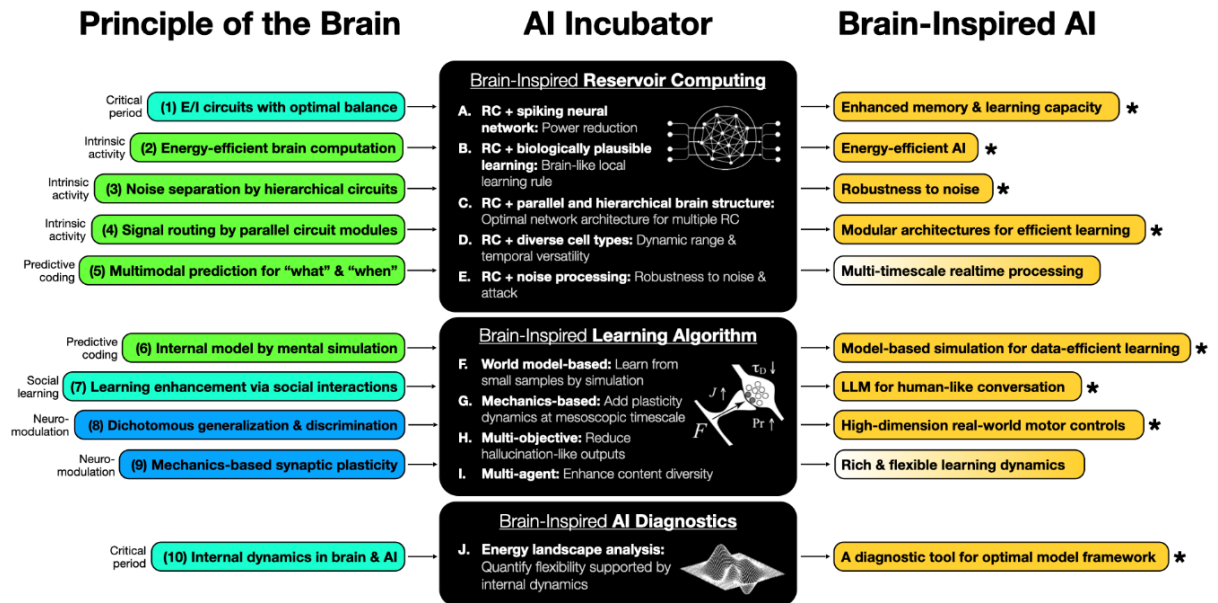 Principle of the Brain
AI Incubator
Brain-Inspired AI
Critical
period
(1) E/I circuits with optimal balance
Intrinsic
activity
(2) Energy-efficient brain computation
Intrinsic
activity
(3) Noise separation by hierarchical circuits
Intrinsic
activity
(4) Signal routing by parallel circuit modules
Predictive
coding
(5) Multimodal prediction for “what” & “when”
Brain-Inspired Reservoir Computing
A. RC + spiking neural
network: Power reduction
B. RC + biologically plausible
learning: Brain-like local
learning rule
C. RC + parallel and hierarchical brain structure:
Optimal network architecture for multiple RC
D. RC + diverse cell types: Dynamic range &
temporal versatility
E. RC + noise processing: Robustness to noise &
attack
Enhanced memory & learning capacity *
Energy-efficient AI *
Robustness to noise *
Modular architectures for efficient learning *
Multi-timescale realtime processing
Predictive
coding
(6) Internal model by mental simulation
Social
learning
(7) Learning enhancement via social interactions
Neuro-
modulation
(8) Dichotomous generalization & discrimination
Neuro-
modulation
(9) Mechanics-based synaptic plasticity
Brain-Inspired Learning Algorithm
F. World model-based: Learn from
small samples by simulation
G. Mechanics-based: Add plasticity
dynamics at mesoscopic timescale
H. Multi-objective: Reduce
hallucination-like outputs
I. Multi-agent: Enhance content diversity
τD ↓
J ↑
F
Pr ↑
Model-based simulation for data-efficient learning *
LLM for human-like conversation *
High-dimension real-world motor controls *
Rich & flexible learning dynamics
Critical
period
(10) Internal dynamics in brain & AI
Brain-Inspired AI Diagnostics
J. Energy landscape analysis:
Quantify flexibility supported by
internal dynamics
A diagnostic tool for optimal model framework *